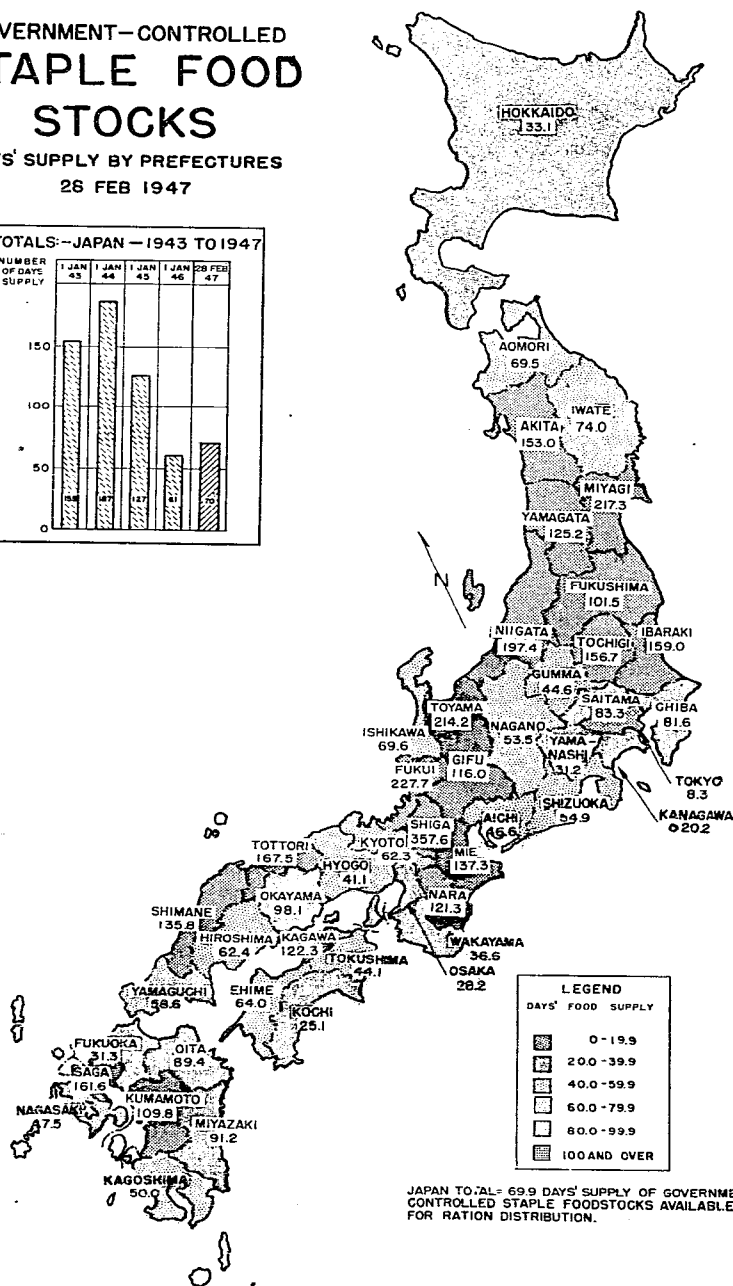 VERNMENT-CONTROLLED
TAPLE FOOD
STOCKS
YS' SUPPLY BY PREFECTURES
28 FEB 1947
TOTALS:-JAPAN-1943 TO 1947
NUMBER
OF DAYS
SUPPLY
1 JAN
43
1 JAN
44
1 JAN
45
1 JAN
46
28 FEB
47
150
100
50
0
187
127
61
70
HOKKAIDO
33.1
AOMORI
69.5
IWATE
74.0
AKITA
153.0
MIYAGI
217.3
YAMAGATA
125.2
N
FUKUSHIMA
101.5
NIIGATA
197.4
TOCHIGI
156.7
IBARAKI
159.0
GUMMA
44.6
SAITAMA
83.3
CHIBA
81.6
TOYAMA
214.2
NAGANO
53.5
YAMA-
NASHI
31.2
ISHIKAWA
69.6
GIFU
116.0
FUKUI
227.7
TOKYO
8.3
KANAGAWA
20.2
SHIZUOKA
54.9
AICHI
SHIGA
357.6
KYOTO
62.3
MIE
137.3
TOTTORI
167.5
HYOGO
41.1
OKAYAMA
98.1
NARA
121.3
SHIMANE
135.8
HIROSHIMA
62.4
KAGAWA
122.3
WAKAYAMA
36.6
TOKUSHIMA
44.1
OSAKA
28.2
YAMAGUCHI
58.6
EHIME
64.0
KOCHI
25.1
FUKUOKA
31.3
OITA
89.4
SAGA
161.6
KUMAMOTO
109.8
NAGASAKI
47.5
MIYAZAKI
91.2
KAGOSHIMA
50.0
LEGEND
DAYS' FOOD SUPPLY
0-19.9
20.0-39.9
40.0-59.9
60.0-79.9
80.0-99.9
100 AND OVER
JAPAN TOTAL= 69.9 DAYS' SUPPLY OF GOVERNME
CONTROLLED STAPLE FOODSTOCKS AVAILABLE
FOR RATION DISTRIBUTION.